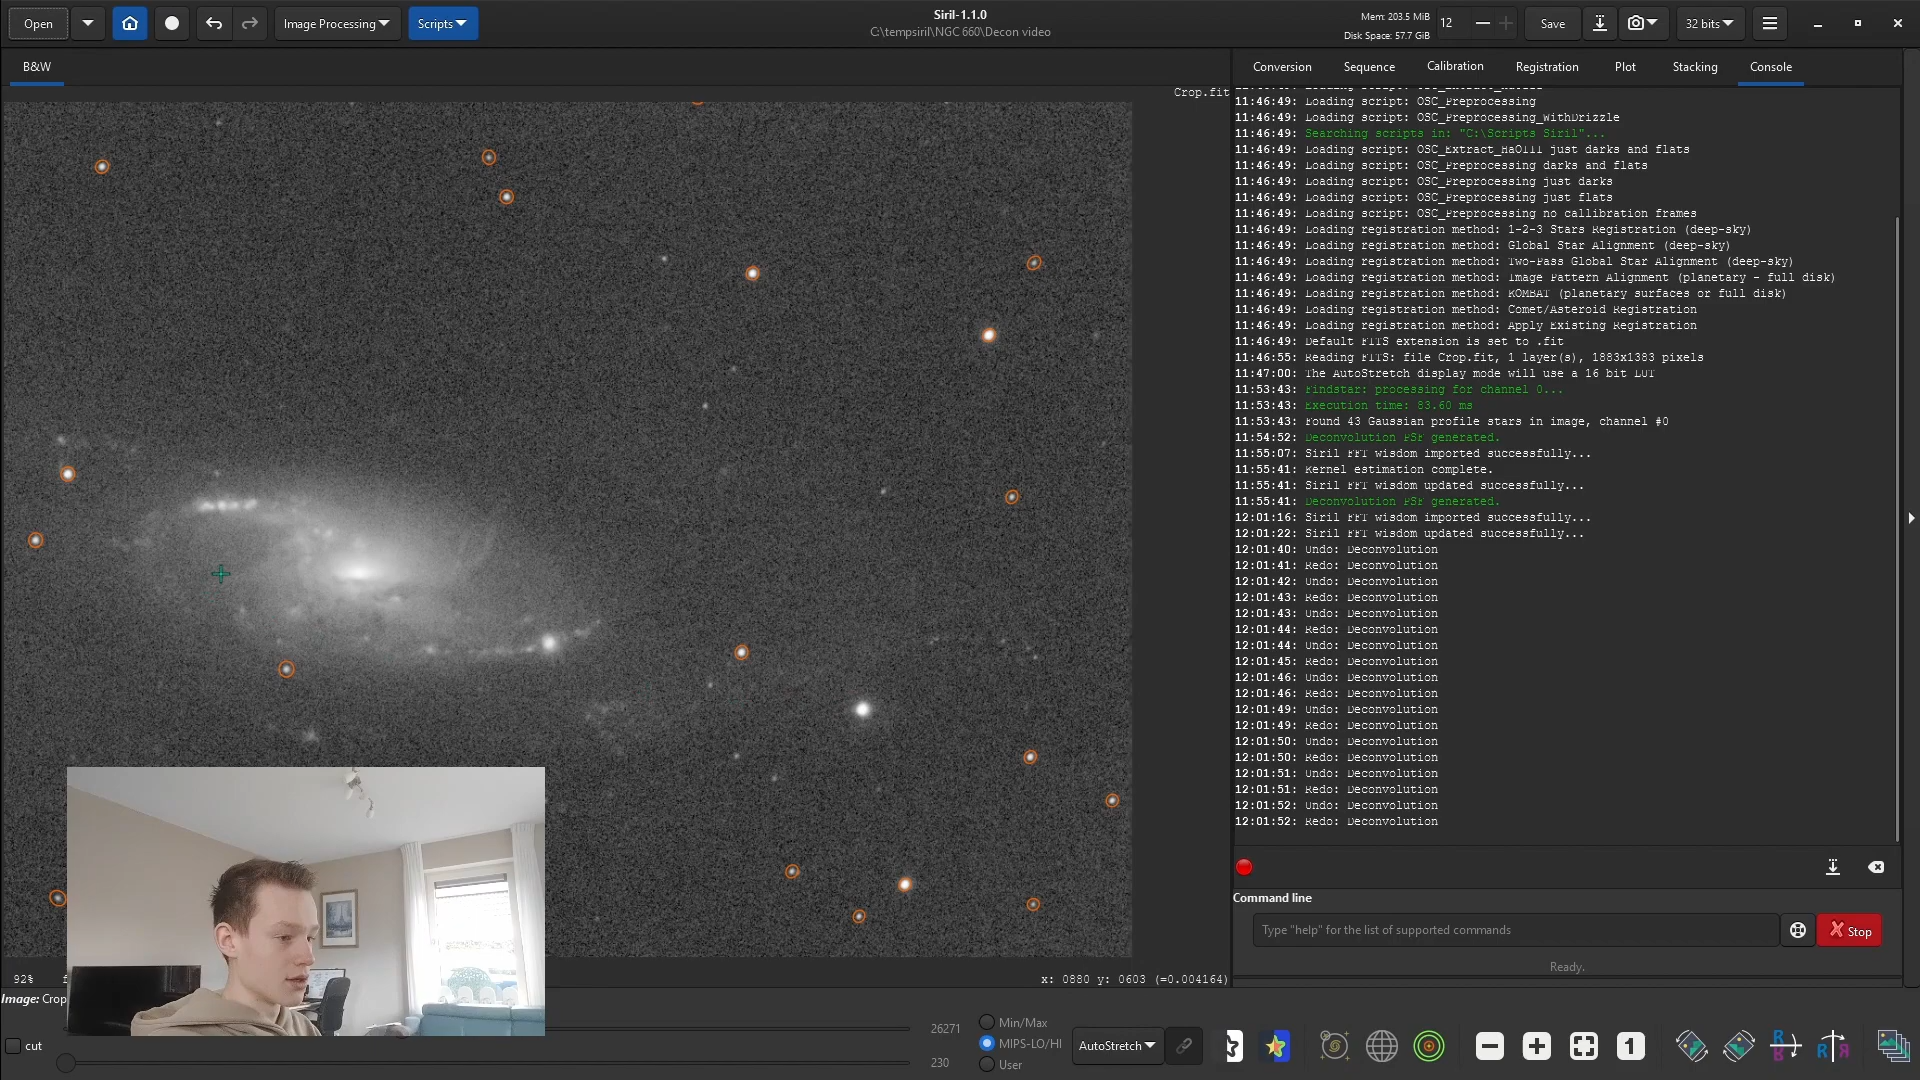 Open
Image Processing
Scripts
Siril-1.1.0
C:\tempsiril\NGC 660\Decon video
Mem: 203.5 MiB
Disk Space: 57.7 GiB
12
Save
32 bits
B&W
Conversion
Sequence
Calibration
Registration
Plot
Stacking
Console
Crop.fit
11:46:49: Loading script: OSC_Preprocessing
11:46:49: Loading script: OSC_Preprocessing_WithDrizzle
11:46:49: Searching scripts in: "C:\Scripts Siril"...
11:46:49: Loading script: OSC_Extract_HaOIII just darks and flats
11:46:49: Loading script: OSC_Preprocessing darks and flats
11:46:49: Loading script: OSC_Preprocessing just darks
11:46:49: Loading script: OSC_Preprocessing just flats
11:46:49: Loading script: OSC_Preprocessing no callibration frames
11:46:49: Loading registration method: 1-2-3 Stars Registration (deep-sky)
11:46:49: Loading registration method: Global Star Alignment (deep-sky)
11:46:49: Loading registration method: Two-Pass Global Star Alignment (deep-sky)
11:46:49: Loading registration method: Image Pattern Alignment (planetary - full disk)
11:46:49: Loading registration method: KOMBAT (planetary surfaces or full disk)
11:46:49: Loading registration method: Comet/Asteroid Registration
11:46:49: Loading registration method: Apply Existing Registration
11:46:49: Default FITS extension is set to .fit
11:46:55: Reading FITS: file Crop.fit, 1 layer(s), 1883x1383 pixels
11:47:00: The AutoStretch display mode will use a 16 bit LUT
11:53:43: Findstar: processing for channel 0...
11:53:43: Execution time: 83.60 ms
11:53:43: Found 43 Gaussian profile stars in image, channel #0
11:54:52: Deconvolution PSF generated.
11:55:07: Siril FFT wisdom imported successfully...
11:55:41: Kernel estimation complete.
11:55:41: Siril FFT wisdom updated successfully...
11:55:41: Deconvolution PSF generated.
12:01:16: Siril FFT wisdom imported successfully...
12:01:22: Siril FFT wisdom updated successfully...
12:01:40: Undo: Deconvolution
12:01:41: Redo: Deconvolution
12:01:42: Undo: Deconvolution
12:01:43: Redo: Deconvolution
12:01:43: Undo: Deconvolution
12:01:44: Redo: Deconvolution
12:01:44: Undo: Deconvolution
12:01:45: Redo: Deconvolution
12:01:46: Undo: Deconvolution
12:01:46: Redo: Deconvolution
12:01:49: Undo: Deconvolution
12:01:49: Redo: Deconvolution
12:01:50: Undo: Deconvolution
12:01:50: Redo: Deconvolution
12:01:51: Undo: Deconvolution
12:01:51: Redo: Deconvolution
12:01:52: Undo: Deconvolution
12:01:52: Redo: Deconvolution
Command line
Type "help" for the list of supported commands
Stop
Ready.
92%
x: 0880 y: 0603 (=0.004164)
Image: Crop
cut
26271
230
Min/Max
MIPS-LO/HI
User
AutoStretch
1